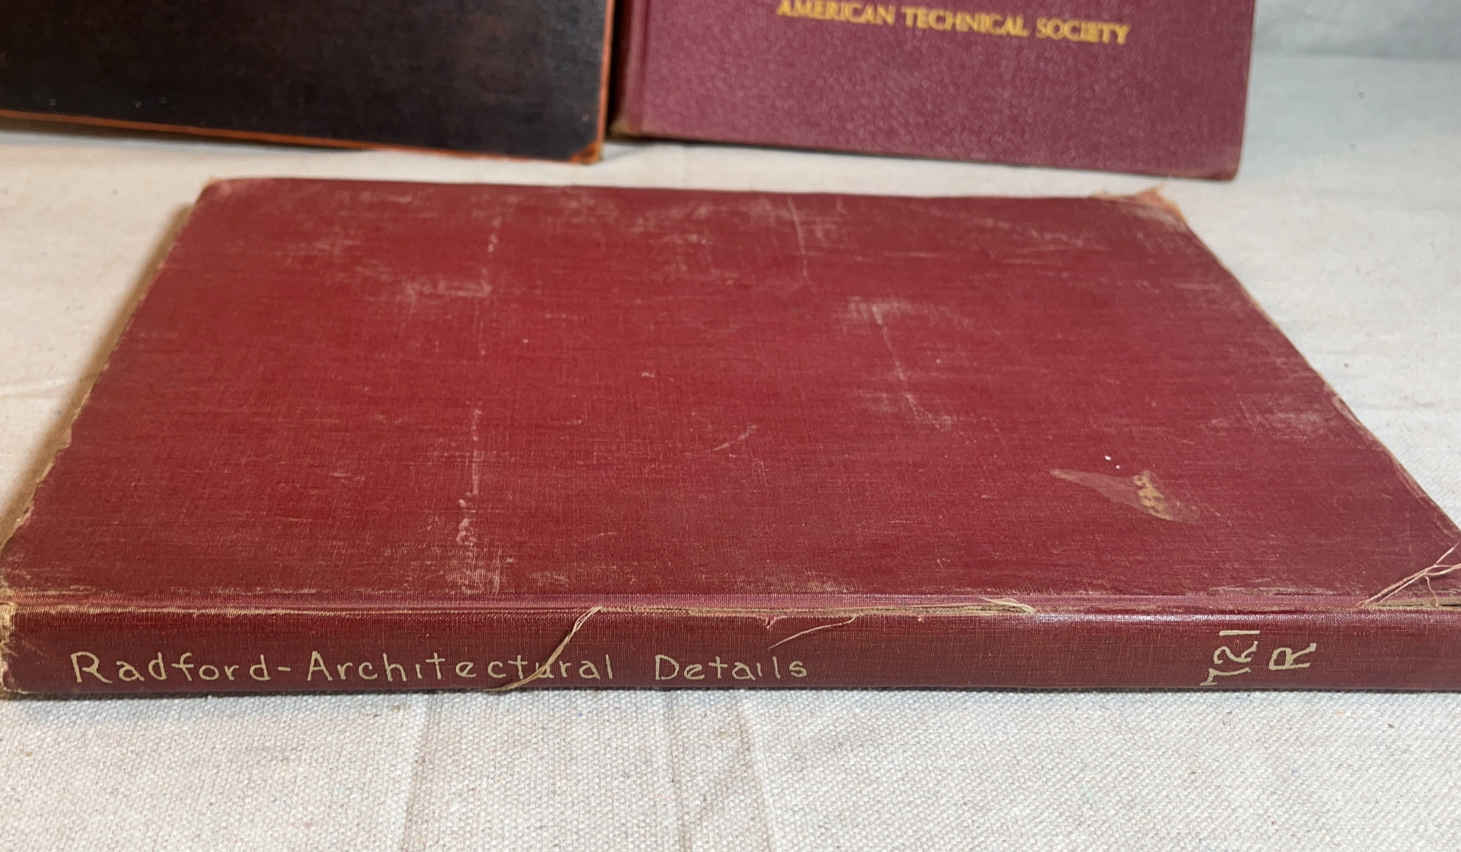 AMERICAN TECHNICAL SOCIETY
Radford-Architectural Details
721
R